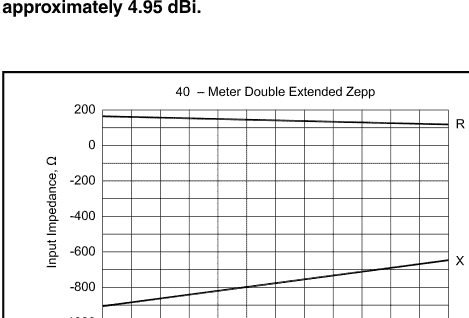 approximately 4.95 dBi.
40 – Meter Double Extended Zepp
200
R
0
-200
Input Impedance, Ω
-400
-600
X
-800